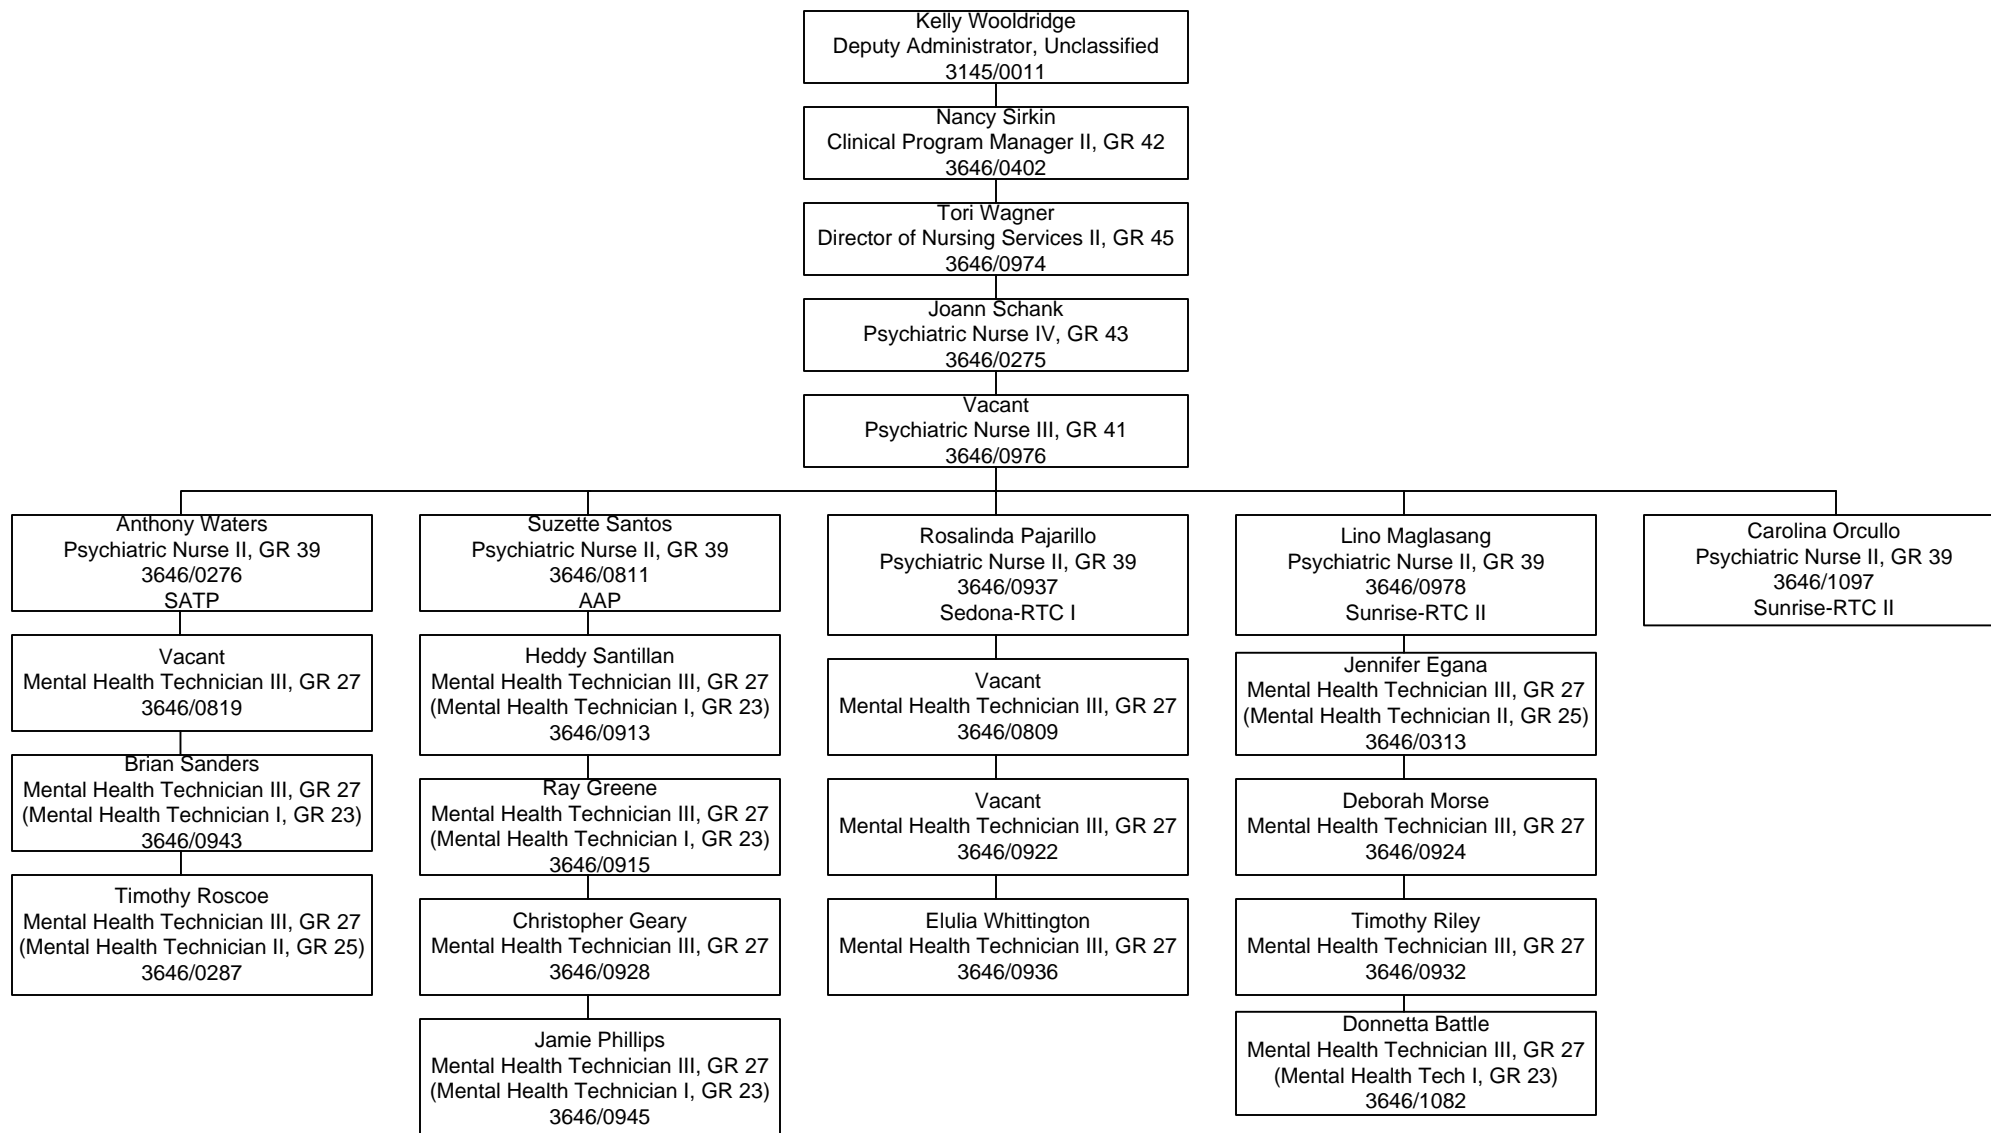 Kelly Wooldridge
Deputy Administrator, Unclassified
3145/0011
Nancy Sirkin
Clinical Program Manager II, GR 42
3646/0402
Tori Wagner
Director of Nursing Services II, GR 45
3646/0974
Joann Schank
Psychiatric Nurse IV, GR 43
3646/0275
Vacant
Psychiatric Nurse III, GR 41
3646/0976
Anthony Waters
Psychiatric Nurse II, GR 39
3646/0276
SATP
Vacant
Mental Health Technician III, GR 27
3646/0819
Brian Sanders
Mental Health Technician III, GR 27
(Mental Health Technician I, GR 23)
3646/0943
Timothy Roscoe
Mental Health Technician III, GR 27
(Mental Health Technician II, GR 25)
3646/0287
Suzette Santos
Psychiatric Nurse II, GR 39
3646/0811
AAP
Heddy Santillan
Mental Health Technician III, GR 27
(Mental Health Technician I, GR 23)
3646/0913
Ray Greene
Mental Health Technician III, GR 27
(Mental Health Technician I, GR 23)
3646/0915
Christopher Geary
Mental Health Technician III, GR 27
3646/0928
Jamie Phillips
Mental Health Technician III, GR 27
(Mental Health Technician I, GR 23)
3646/0945
Rosalinda Pajarillo
Psychiatric Nurse II, GR 39
3646/0937
Sedona-RTC I
Vacant
Mental Health Technician III, GR 27
3646/0809
Vacant
Mental Health Technician III, GR 27
3646/0922
Elulia Whittington
Mental Health Technician III, GR 27
3646/0936
Lino Maglasang
Psychiatric Nurse II, GR 39
3646/0978
Sunrise-RTC II
Jennifer Egana
Mental Health Technician III, GR 27
(Mental Health Technician II, GR 25)
3646/0313
Deborah Morse
Mental Health Technician III, GR 27
3646/0924
Timothy Riley
Mental Health Technician III, GR 27
3646/0932
Donnetta Battle
Mental Health Technician III, GR 27
(Mental Health Tech I, GR 23)
3646/1082
Carolina Orcullo
Psychiatric Nurse II, GR 39
3646/1097
Sunrise-RTC II